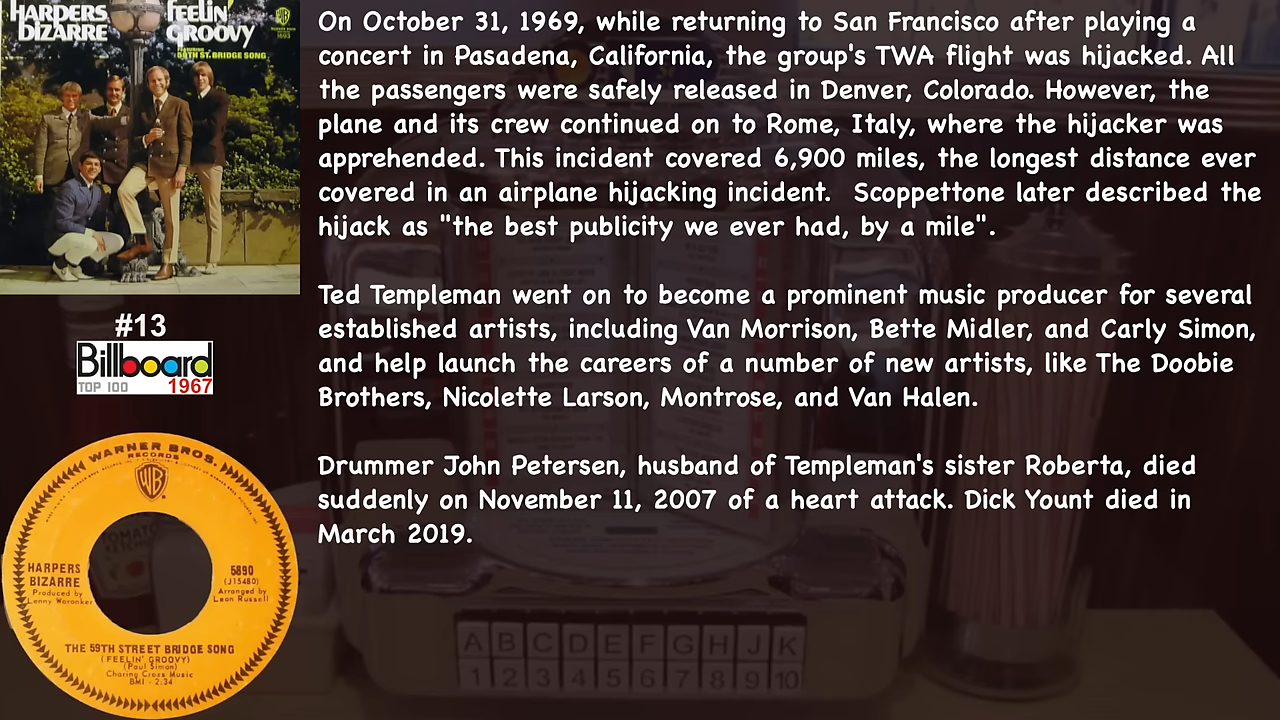 HARPERS BIZARRE
FEELIN' GROOVY
FEATURING
59TH ST. BRIDGE SONG
On October 31, 1969, while returning to San Francisco after playing a
concert in Pasadena, California, the group's TWA flight was hijacked. All
the passengers were safely released in Denver, Colorado. However, the
plane and its crew continued on to Rome, Italy, where the hijacker was
apprehended. This incident covered 6,900 miles, the longest distance ever
covered in an airplane hijacking incident.  Scoppettone later described the
hijack as "the best publicity we ever had, by a mile".
Ted Templeman went on to become a prominent music producer for several
established artists, including Van Morrison, Bette Midler, and Carly Simon,
and help launch the careers of a number of new artists, like The Doobie
Brothers, Nicolette Larson, Montrose, and Van Halen.
Drummer John Petersen, husband of Templeman's sister Roberta, died
suddenly on November 11, 2007 of a heart attack. Dick Yount died in
March 2019.
#13
Billboard
TOP 100 1967
WARNER BROS.
RECORDS
WB
HARPERS
BIZARRE
Produced by
Lenny Waronker
5890
(J15480)
Arranged by
Leon Russell
THE 59TH STREET BRIDGE SONG
(FEELIN' GROOVY)
(Paul Simon)
Charing Cross Music
BMI - 2:34
A B C D E F G H J K
1 2 3 4 5 6 7 8 9 10